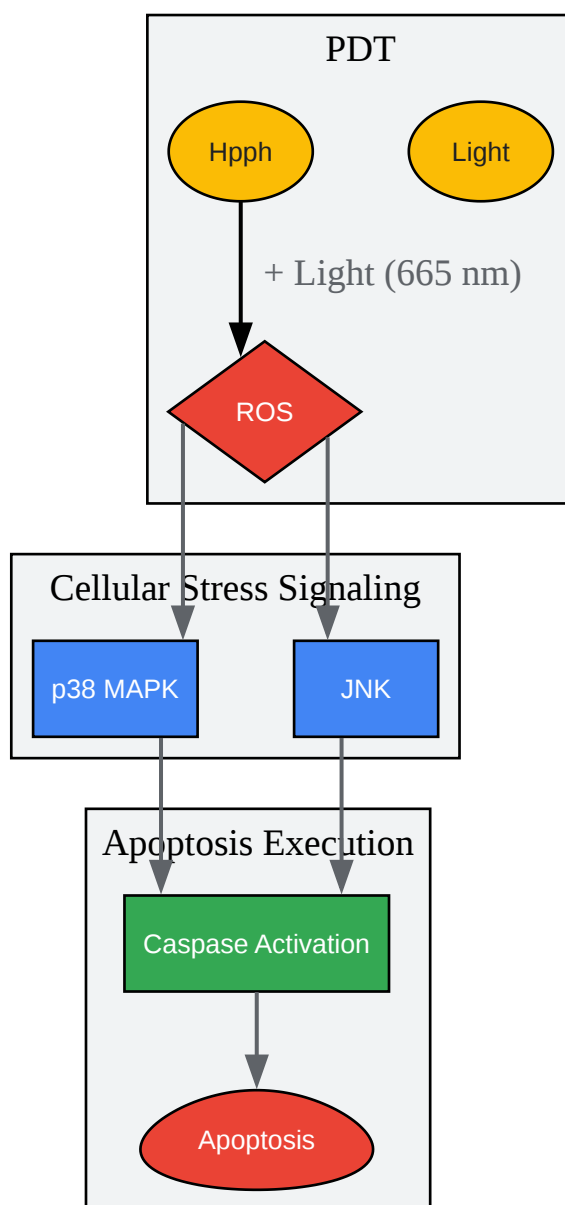 PDT
Hpph
Light
+ Light (665 nm)
ROS
Cellular Stress Signaling
p38 MAPK
JNK
Apoptosis Execution
Caspase Activation
Apoptosis